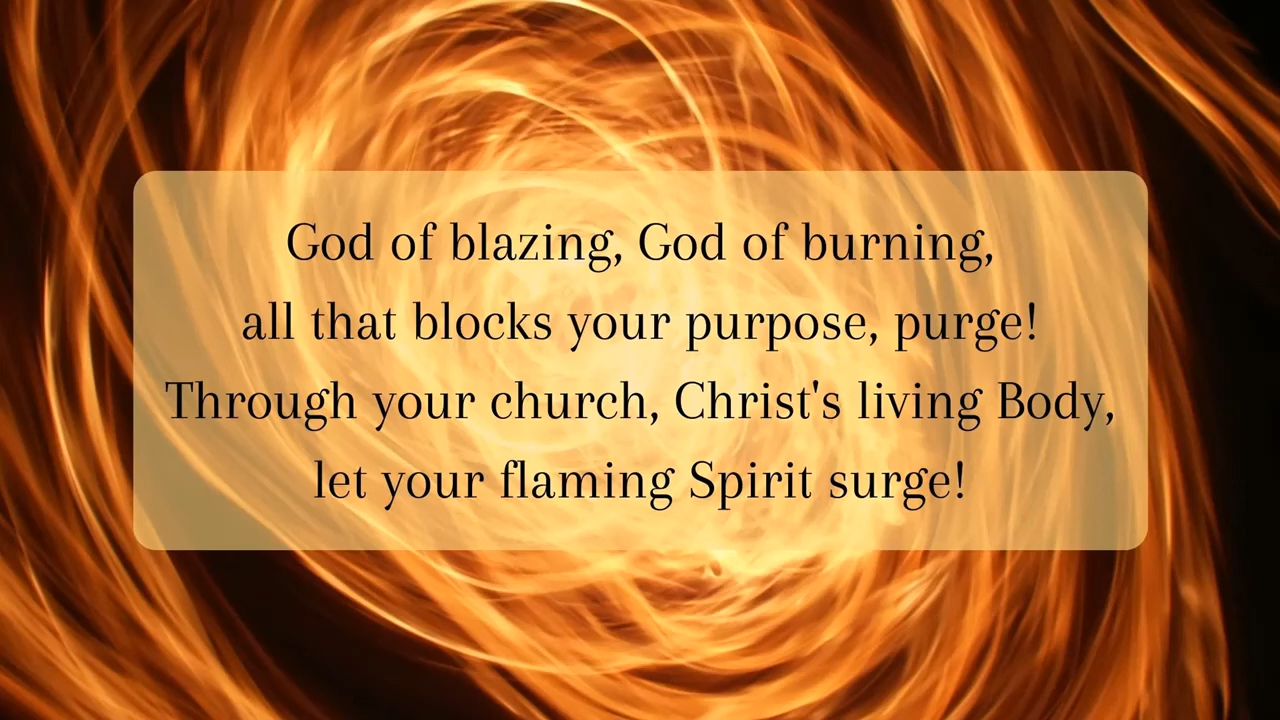 God of blazing, God of burning,
all that blocks your purpose, purge!
Through your church, Christ's living Body,
let your flaming Spirit surge!